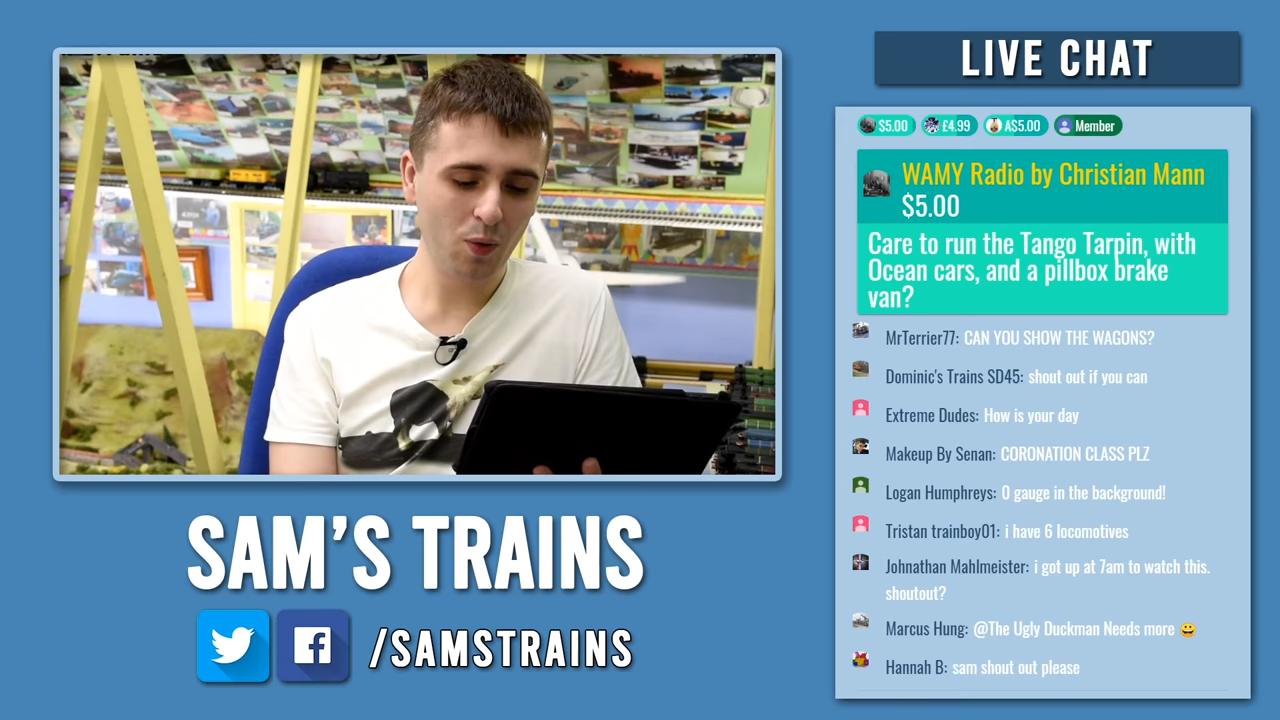 LIVE CHAT
$5.00 £4.99 A$5.00 Member
WAMY Radio by Christian Mann
$5.00
Care to run the Tango Tarpin, with
Ocean cars, and a pillbox brake
van?
MrTerrier77: CAN YOU SHOW THE WAGONS?
Dominic's Trains SD45: shout out if you can
Extreme Dudes: How is your day
Makeup By Senan: CORONATION CLASS PLZ
Logan Humphreys: O gauge in the background!
Tristan trainboy01: i have 6 locomotives
Johnathan Mahlmeister: i got up at 7am to watch this.
shoutout?
Marcus Hung: @The Ugly Duckman Needs more 😀
Hannah B: sam shout out please
SAM'S TRAINS
/SAMSTRAINS